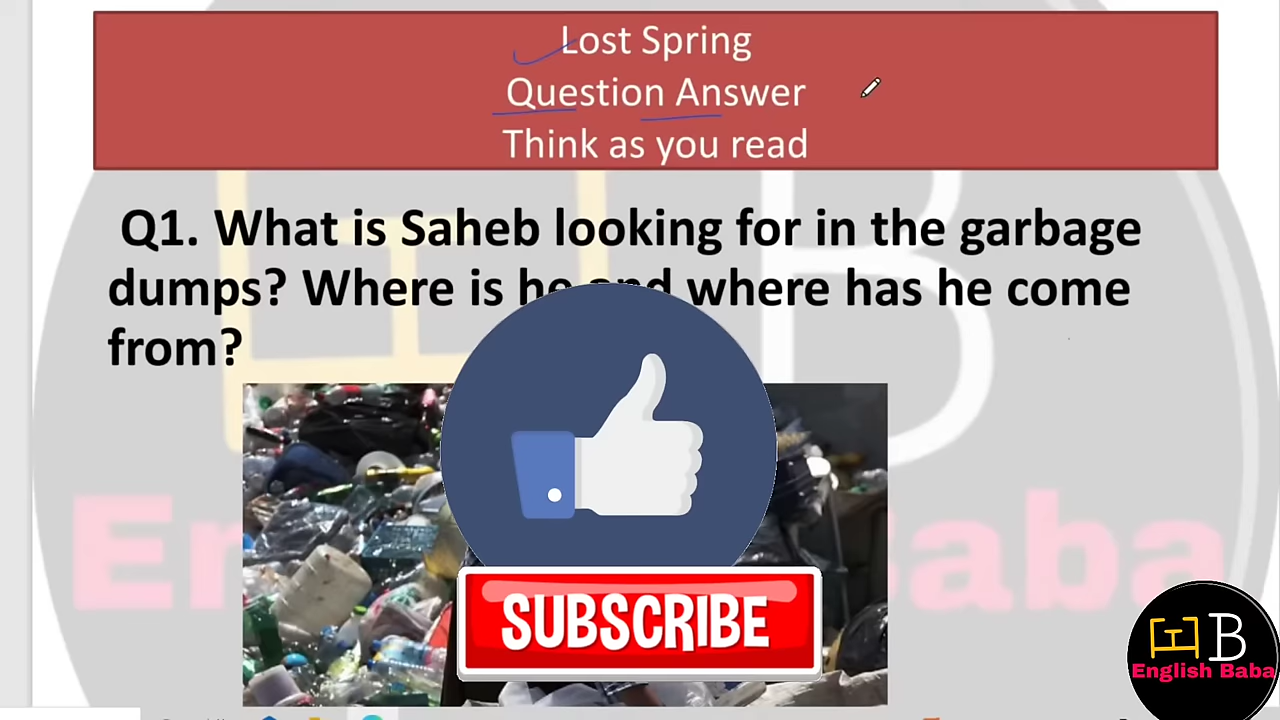 Lost Spring
Question Answer
Think as you read
Q1. What is Saheb looking for in the garbage
dumps? Where is he and where has he come
from?
SUBSCRIBE
B
English Baba